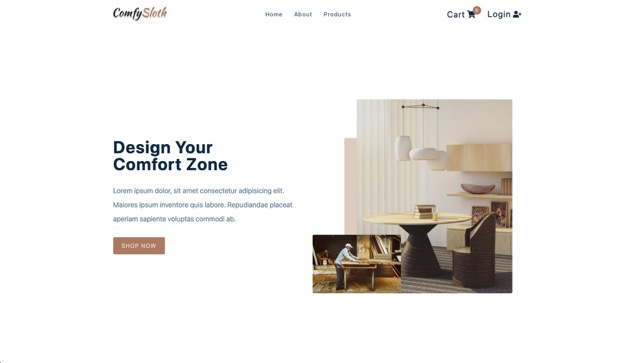 ComfySloth
Home About Products
Cart
Login
Design Your
Comfort Zone
Lorem ipsum dolor, sit amet consectetur adipisicing elit.
Maiores ipsum inventore quis labore. Repudiandae placeat
aperiam sapiente voluptas commodi ab.
SHOP NOW